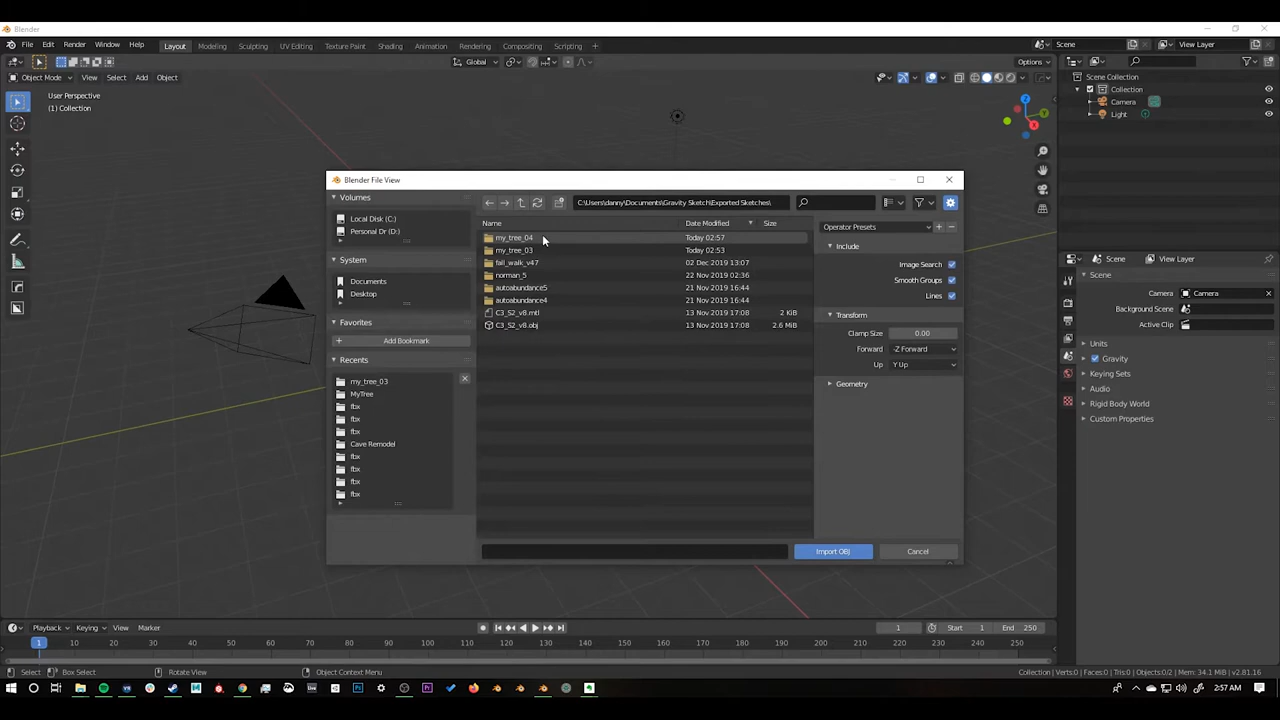 Blender
File Edit Render Window Help Layout Modeling Sculpting UV Editing Texture Paint Shading Animation Rendering Compositing Scripting + Scene View Layer
Global Options
Object Mode View Select Add Object
User Perspective
(1) Collection
Scene Collection
Collection
Camera
Light
Z
Y
X
Blender File View
Volumes
Local Disk (C:)
Personal Dr (D:)
System
Documents
Desktop
Favorites
Add Bookmark
Recents
my_tree_03
MyTree
fbx
fbx
fbx
Cave Remodel
fbx
fbx
fbx
fbx
C:\Users\danny\Documents\Gravity Sketch\Exported Sketches\
Name Date Modified Size
my_tree_04 Today 02:57
my_tree_03 Today 02:53
fall_walk_v47 02 Dec 2019 13:07
norman_5 22 Nov 2019 02:36
autoabundance5 21 Nov 2019 16:44
autoabundance4 21 Nov 2019 16:44
C3_S2_v8.mtl 13 Nov 2019 17:08 2 KiB
C3_S2_v8.obj 13 Nov 2019 17:08 2.6 MiB
Operator Presets
Include
Image Search
Smooth Groups
Lines
Transform
Clamp Size 0.00
Forward -Z Forward
Up Y Up
Geometry
Import OBJ Cancel
Scene
Scene
Camera Camera
Background Scene
Active Clip
Units
Gravity
Keying Sets
Audio
Rigid Body World
Custom Properties
Playback Keying View Marker 1 Start 1 End 250
1 10 20 30 40 50 60 70 80 90 100 110 120 130 140 150 160 170 180 190 200 210 220 230 240 250
Select Box Select Rotate View Object Context Menu Collection | Verts:0 | Faces:0 | Tris:0 | Objects:0/2 | Mem: 34.1 MiB | v2.81.16
2:57 AM